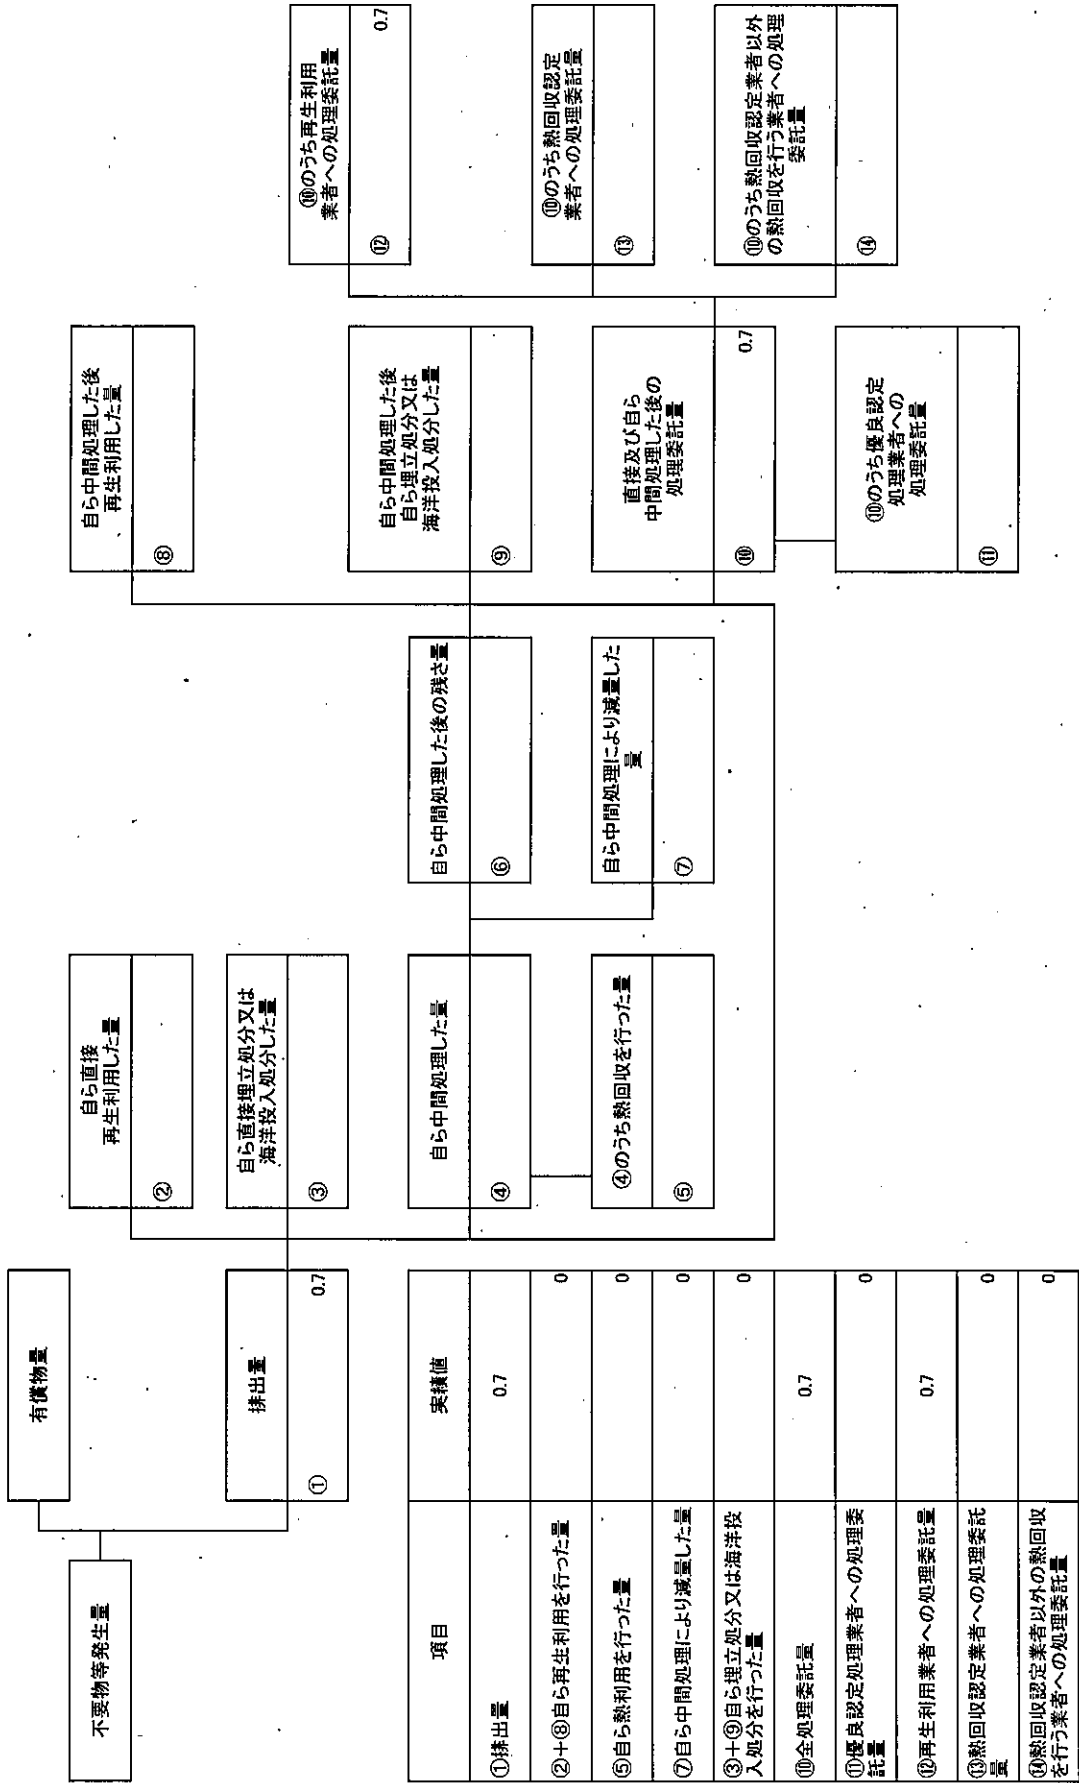 不要物等発生量
有償物量
排出量
① 0.7
自ら直接
再生利用した量
②
自ら直接埋立処分又は
海洋投入処分した量
③
自ら中間処理した量
④
④のうち熱回収を行った量
⑤
自ら中間処理した後の残さ量
⑥
自ら中間処理により減量した
量
⑦
自ら中間処理した後
再生利用した量
⑧
自ら中間処理した後
自ら埋立処分又は
海洋投入処分した量
⑨
直接及び自ら
中間処理した後の
処理委託量
⑩ 0.7
⑩のうち優良認定
処理業者への
処理委託量
⑪
⑩のうち再生利用
業者への処理委託量
⑫ 0.7
⑩のうち熱回収認定
業者への処理委託量
⑬
⑩のうち熱回収認定業者以外
の熱回収を行う業者への処理
委託量
⑭
項目 実績値
①排出量 0.7
②+⑧自ら再生利用を行った量 0
⑤自ら熱利用を行った量 0
⑦自ら中間処理により減量した量 0
③+⑨自ら埋立処分又は海洋投
入処分を行った量 0
⑩全処理委託量 0.7
⑪優良認定処理業者への処理委
託量 0
⑫再生利用業者への処理委託量 0.7
⑬熱回収認定業者への処理委託
量 0
⑭熱回収認定業者以外の熱回収
を行う業者への処理委託量 0